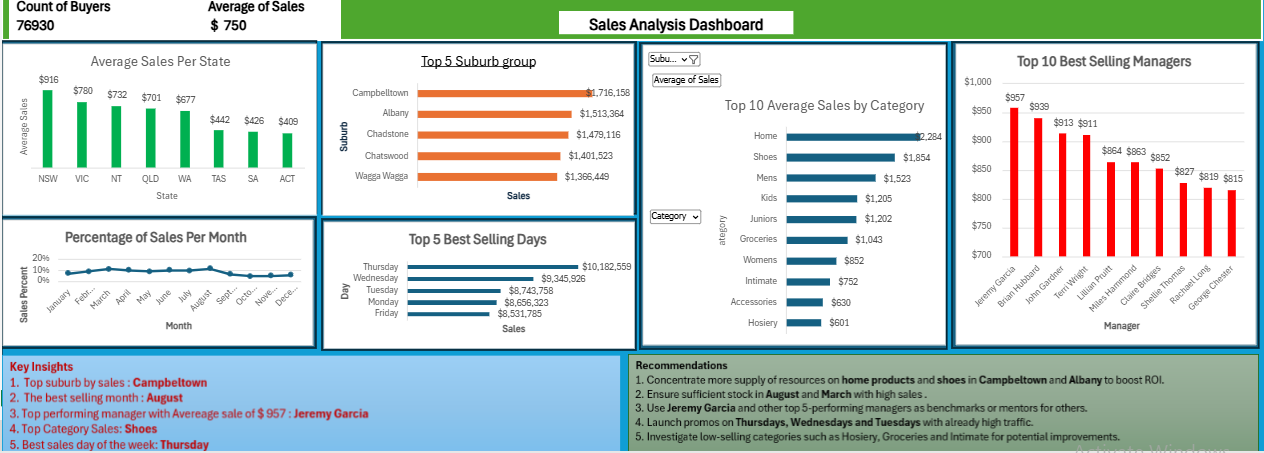 Count of Buyers
76930
Average of Sales
$ 750
Sales Analysis Dashboard
Average Sales Per State
Average Sales
$916
$780
$732
$701
$677
$442
$426
$409
NSW
VIC
NT
QLD
WA
TAS
SA
ACT
State
Percentage of Sales Per Month
Sales Percent
20%
10%
0%
January
Febr...
March
April
May
June
July
August
Sept...
Octo...
Nove...
Dece...
Month
Top 5 Suburb group
Suburb
Campbelltown $1,716,158
Albany $1,513,364
Chadstone $1,479,116
Chatswood $1,401,523
Wagga Wagga $1,366,449
Sales
Top 5 Best Selling Days
Day
Thursday $10,182,559
Wednesday $9,345,926
Tuesday $8,743,758
Monday $8,656,323
Friday $8,531,785
Sales
Subu...
Average of Sales
Category
Top 10 Average Sales by Category
ategory
Home $2,284
Shoes $1,854
Mens $1,523
Kids $1,205
Juniors $1,202
Groceries $1,043
Womens $852
Intimate $752
Accessories $630
Hosiery $601
Top 10 Best Selling Managers
$1,000
$950
$900
$850
$800
$750
$700
$957
$939
$913
$911
$864
$863
$852
$827
$819
$815
Jeremy Garcia
Brian Hubbard
John Gardner
Terri Wright
Lillian Pruitt
Miles Hammond
Claire Bridges
Shellie Thomas
Rachael Long
George Chester
Manager
Key Insights
1. Top suburb by sales : Campbeltown
2. The best selling month : August
3. Top performing manager with Avereage sale of $ 957 : Jeremy Garcia
4. Top Category Sales: Shoes
5. Best sales day of the week: Thursday
Recommendations
1. Concentrate more supply of resources on home products and shoes in Campbeltown and Albany to boost ROI.
2. Ensure sufficient stock in August and March with high sales .
3. Use Jeremy Garcia and other top 5-performing managers as benchmarks or mentors for others.
4. Launch promos on Thursdays, Wednesdays and Tuesdays with already high traffic.
5. Investigate low-selling categories such as Hosiery, Groceries and Intimate for potential improvements.